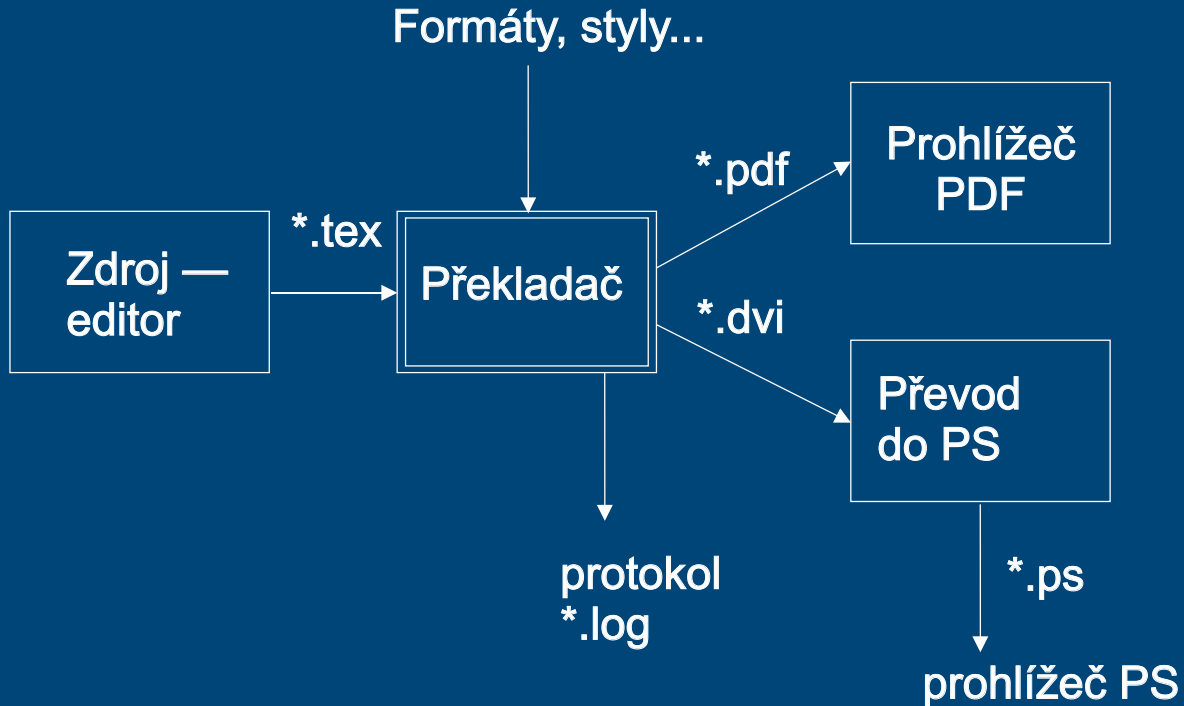 Formáty, styly...
*.pdf
Prohlížeč
PDF
*.tex
Zdroj —
editor
Překladač
*.dvi
Převod
do PS
protokol
*.log
*.ps
prohlížeč PS